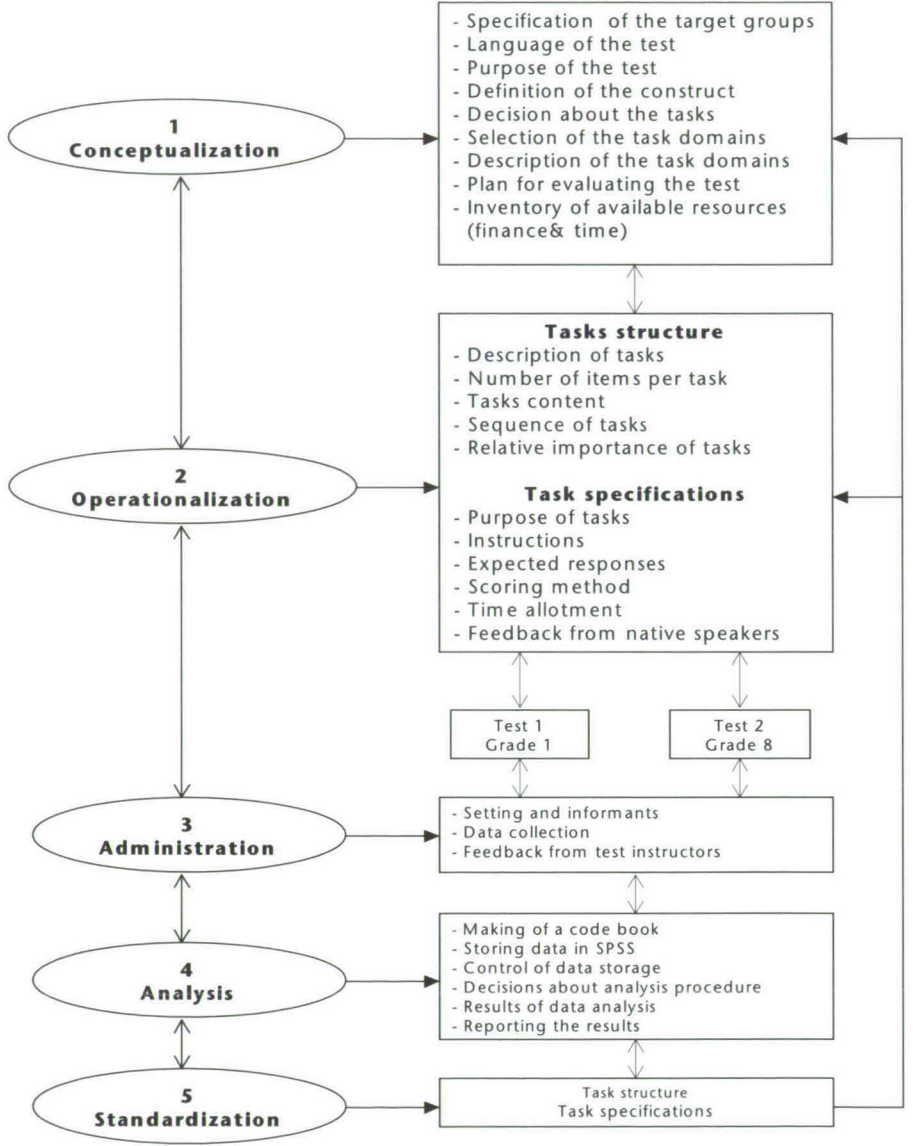 1
Conceptualization
- Specification of the target groups
- Language of the test
- Purpose of the test
- Definition of the construct
- Decision about the tasks
- Selection of the task domains
- Description of the task domains
- Plan for evaluating the test
- Inventory of available resources
(finance& time)
2
Operationalization
Tasks structure
- Description of tasks
- Number of items per task
- Tasks content
- Sequence of tasks
- Relative importance of tasks
Task specifications
- Purpose of tasks
- Instructions
- Expected responses
- Scoring method
- Time allotment
- Feedback from native speakers
Test 1
Grade 1
Test 2
Grade 8
3
Administration
- Setting and informants
- Data collection
- Feedback from test instructors
4
Analysis
- Making of a code book
- Storing data in SPSS
- Control of data storage
- Decisions about analysis procedure
- Results of data analysis
- Reporting the results
5
Standardization
Task structure
Task specifications